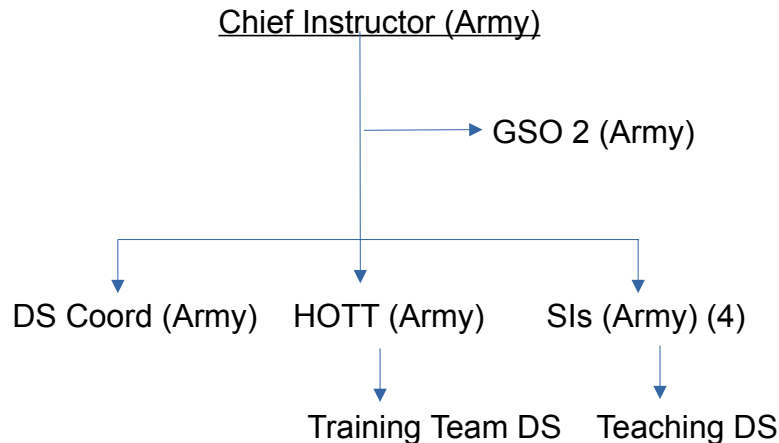 Chief Instructor (Army)
GSO 2 (Army)
DS Coord (Army)
HOTT (Army)
SIs (Army) (4)
Training Team DS
Teaching DS